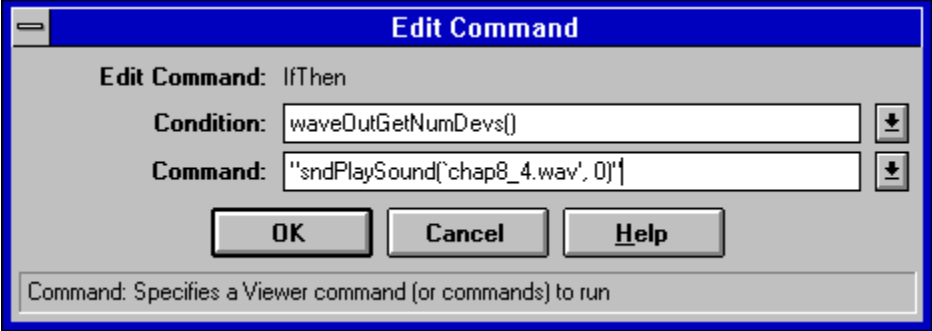 Edit Command
Edit Command: IfThen
Condition: waveOutGetNumDevs()
Command: "sndPlaySound(`chap8_4.wav', 0)"
OK Cancel Help
Command: Specifies a Viewer command (or commands) to run